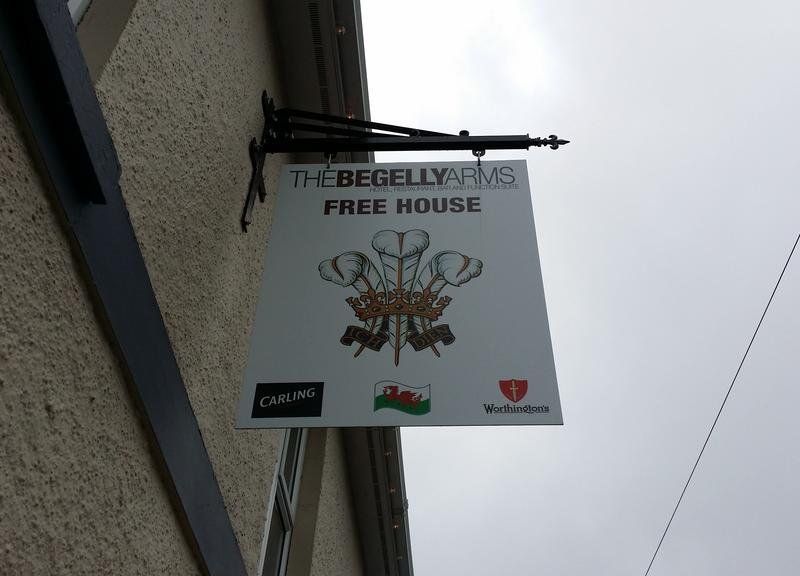 THEBEGELLYARMS
HOTEL, RESTAURANT, BAR AND FUNCTION SUITE
FREE HOUSE
ICH DIEN
CARLING
Worthington's